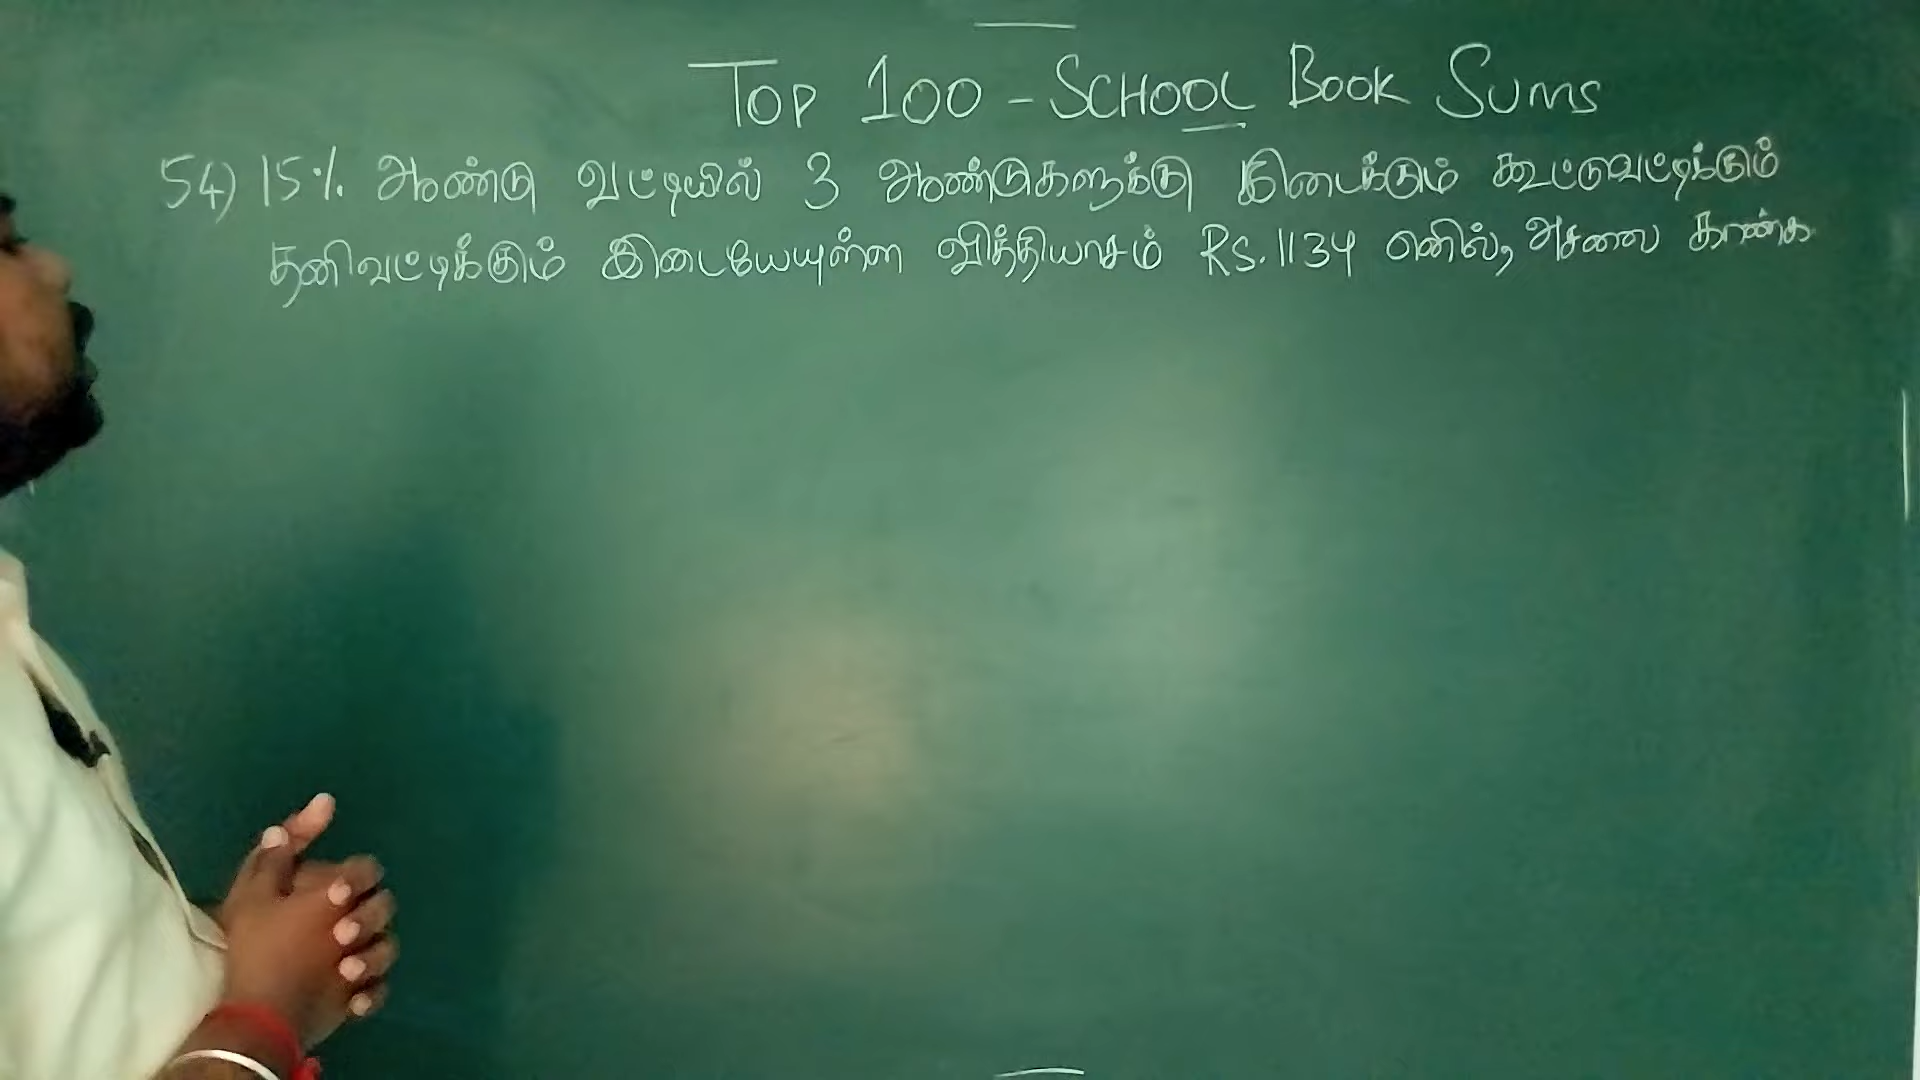 TOP 100 - SCHOOL BOOK SUMS
54) 15% ஆண்டு வட்டியில் 3 ஆண்டுகளுக்கு கிடைக்கும் கூட்டுவட்டிக்கும்
தனிவட்டிக்கும் இடையேயுள்ள வித்தியாசம் RS. 1134 எனில், அசலை காண்க